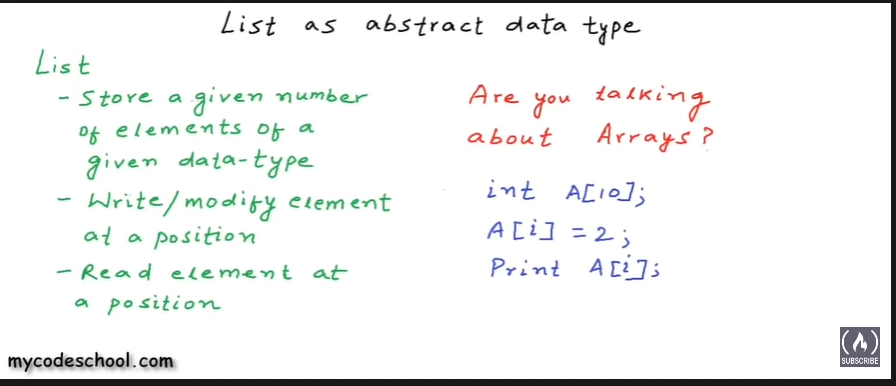 List as abstract data type
List
- Store a given number
of elements of a
given data-type
- Write/modify element
at a position
- Read element at
a position
Are you talking
about Arrays?
int A[10];
A[i] = 2;
Print A[i];
mycodeschool.com
SUBSCRIBE